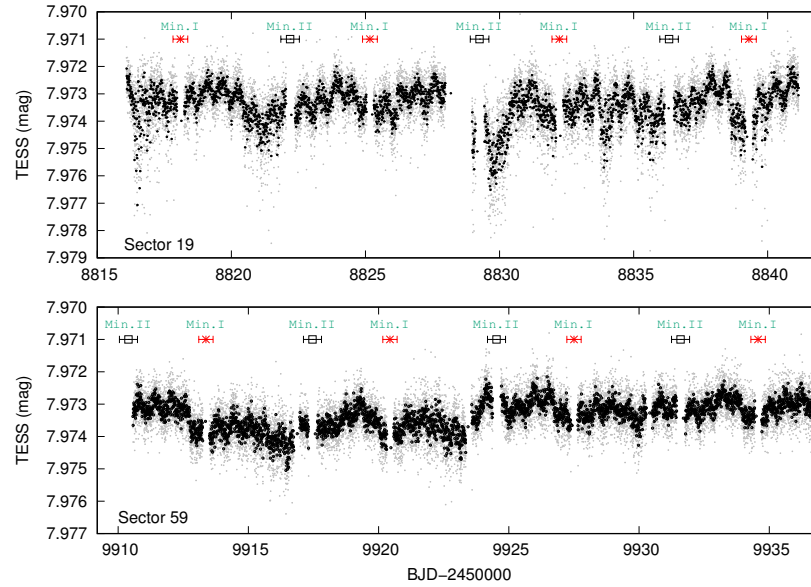 Min.I Min.II Min.I Min.II Min.I Min.II Min.I
7.970
7.971
7.972
7.973
7.974
7.975
7.976
7.977
7.978
7.979
TESS (mag)
Sector 19
8815 8820 8825 8830 8835 8840
Min.II Min.I Min.II Min.I Min.II Min.I Min.II Min.I
7.970
7.971
7.972
7.973
7.974
7.975
7.976
7.977
TESS (mag)
Sector 59
9910 9915 9920 9925 9930 9935
BJD−2450000